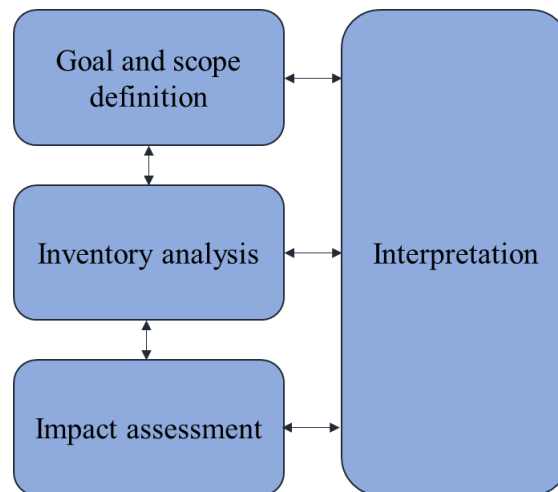 Goal and scope
definition
Inventory analysis
Interpretation
Impact assessment